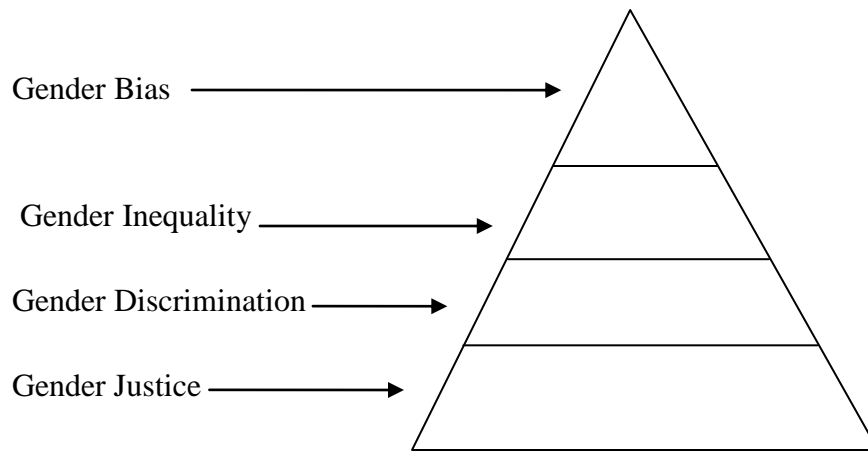 Gender Bias
Gender Inequality
Gender Discrimination
Gender Justice